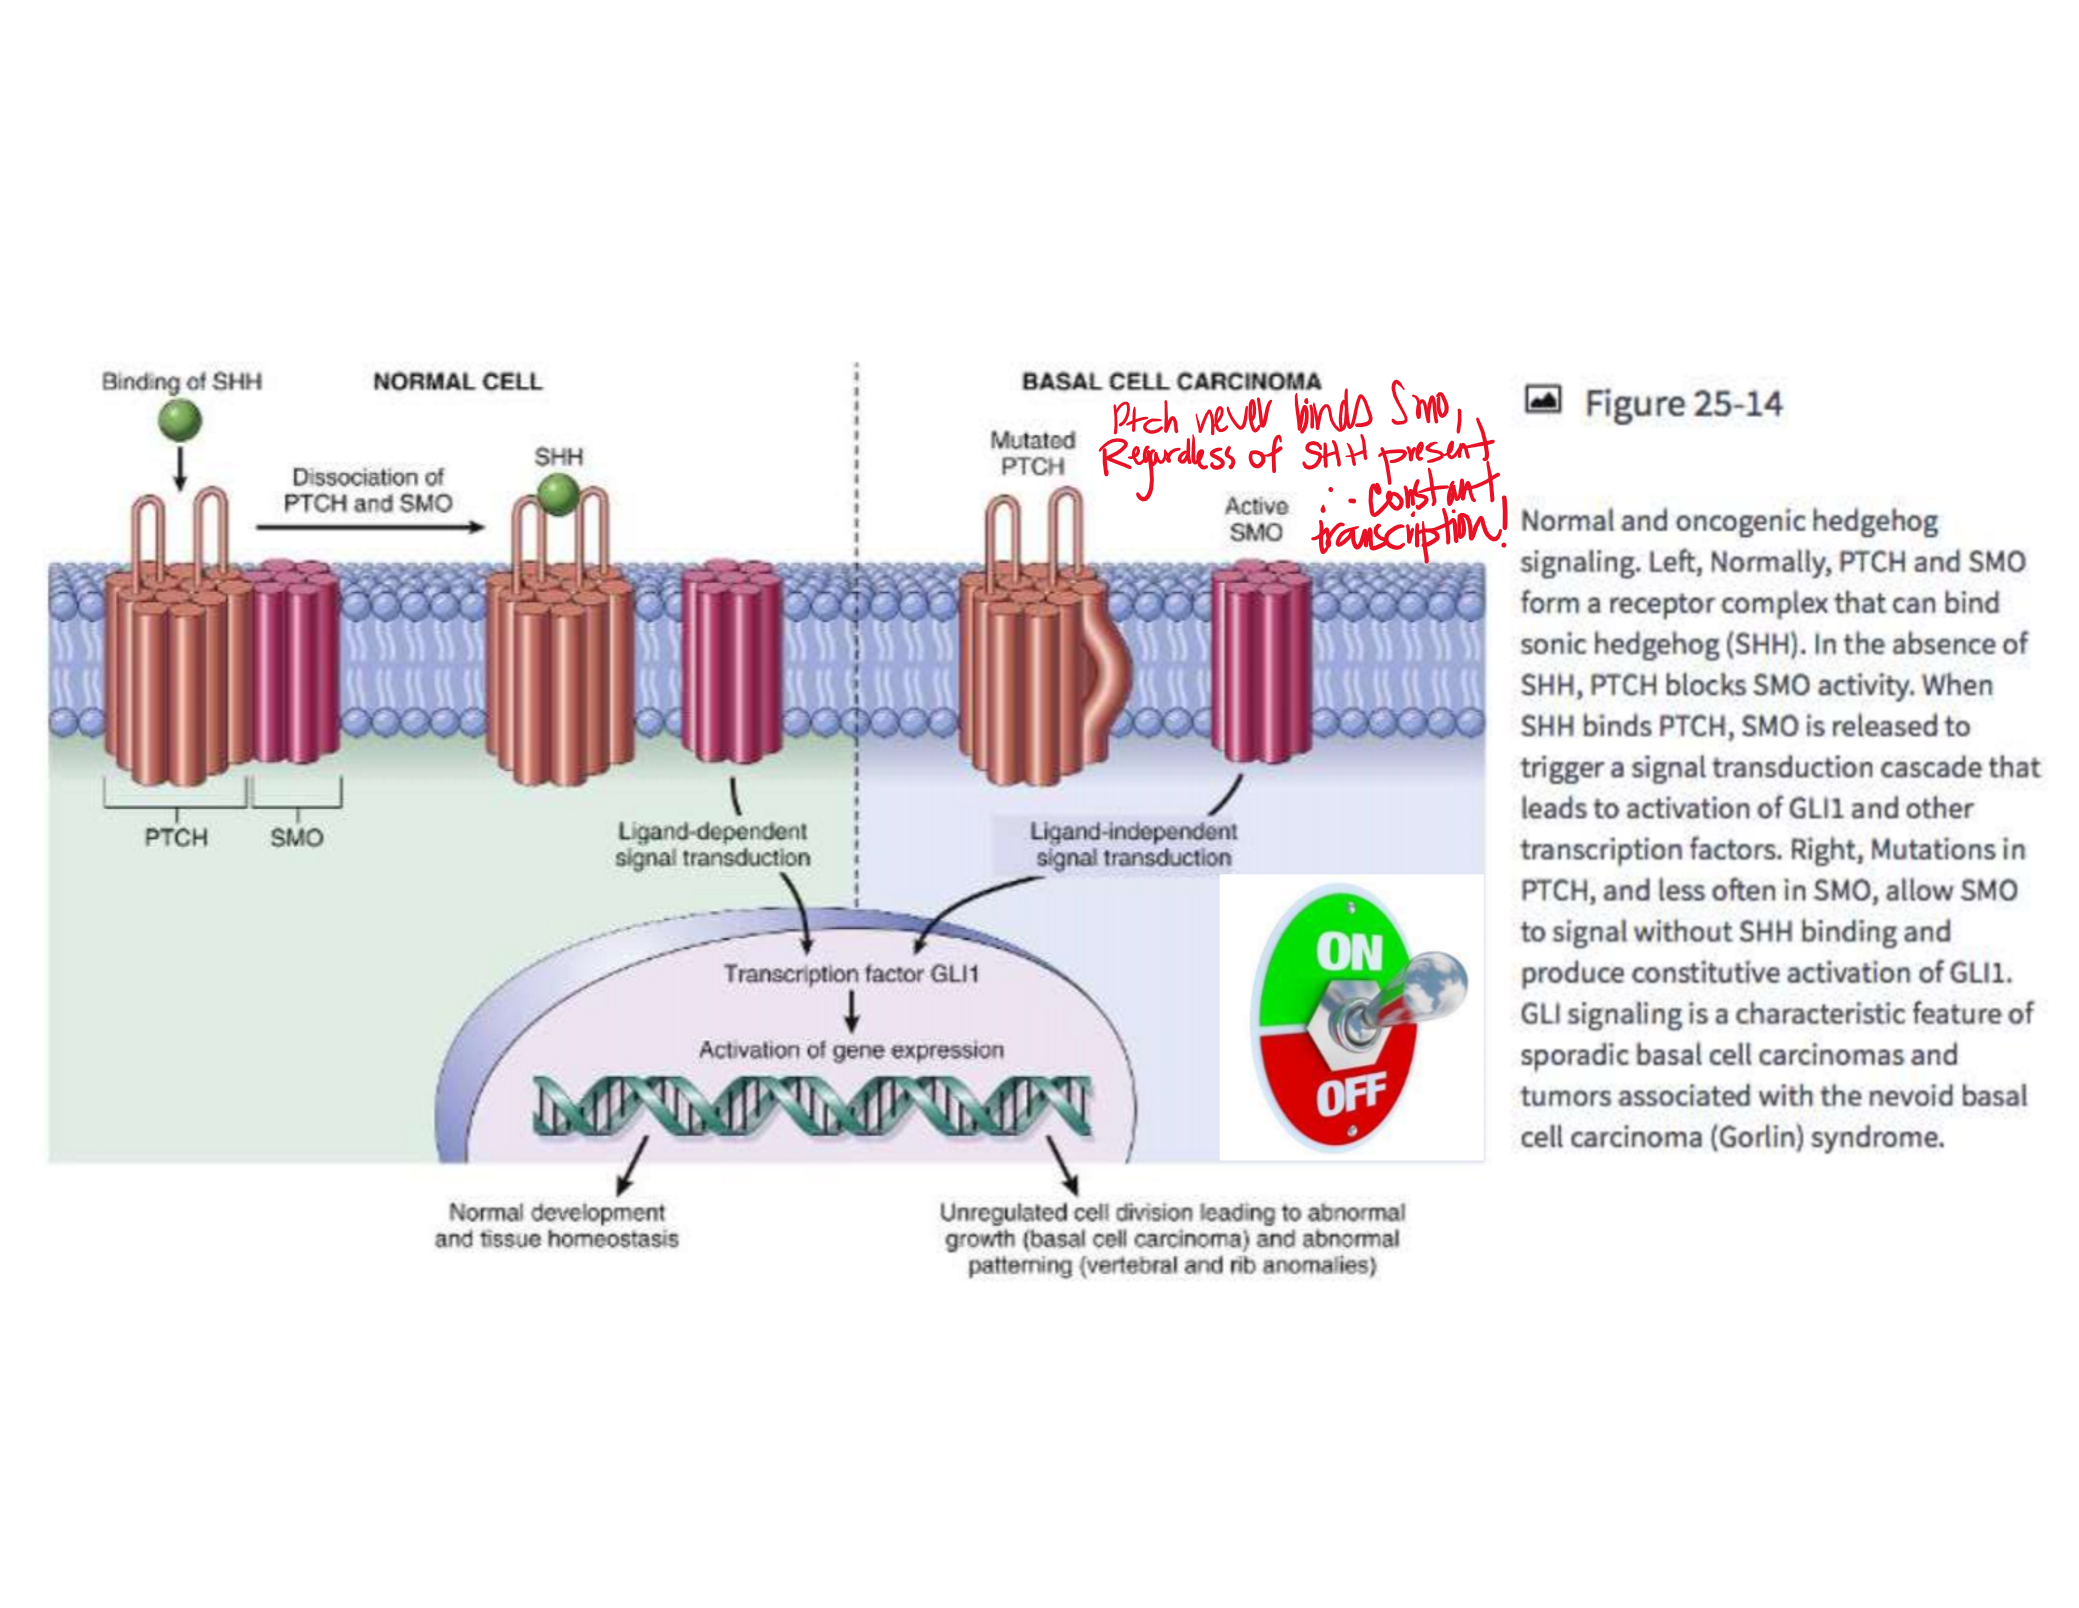 Binding of SHH
NORMAL CELL
Dissociation of
PTCH and SMO
SHH
PTCH
SMO
Ligand-dependent
signal transduction
BASAL CELL CARCINOMA
Ptch never binds Smo,
Regardless of SHH present
∴ constant
transcription!
Mutated
PTCH
Active
SMO
Ligand-independent
signal transduction
Transcription factor GLI1
Activation of gene expression
ON
OFF
Normal development
and tissue homeostasis
Unregulated cell division leading to abnormal
growth (basal cell carcinoma) and abnormal
patterning (vertebral and rib anomalies)
Figure 25-14
Normal and oncogenic hedgehog
signaling. Left, Normally, PTCH and SMO
form a receptor complex that can bind
sonic hedgehog (SHH). In the absence of
SHH, PTCH blocks SMO activity. When
SHH binds PTCH, SMO is released to
trigger a signal transduction cascade that
leads to activation of GLI1 and other
transcription factors. Right, Mutations in
PTCH, and less often in SMO, allow SMO
to signal without SHH binding and
produce constitutive activation of GLI1.
GLI signaling is a characteristic feature of
sporadic basal cell carcinomas and
tumors associated with the nevoid basal
cell carcinoma (Gorlin) syndrome.